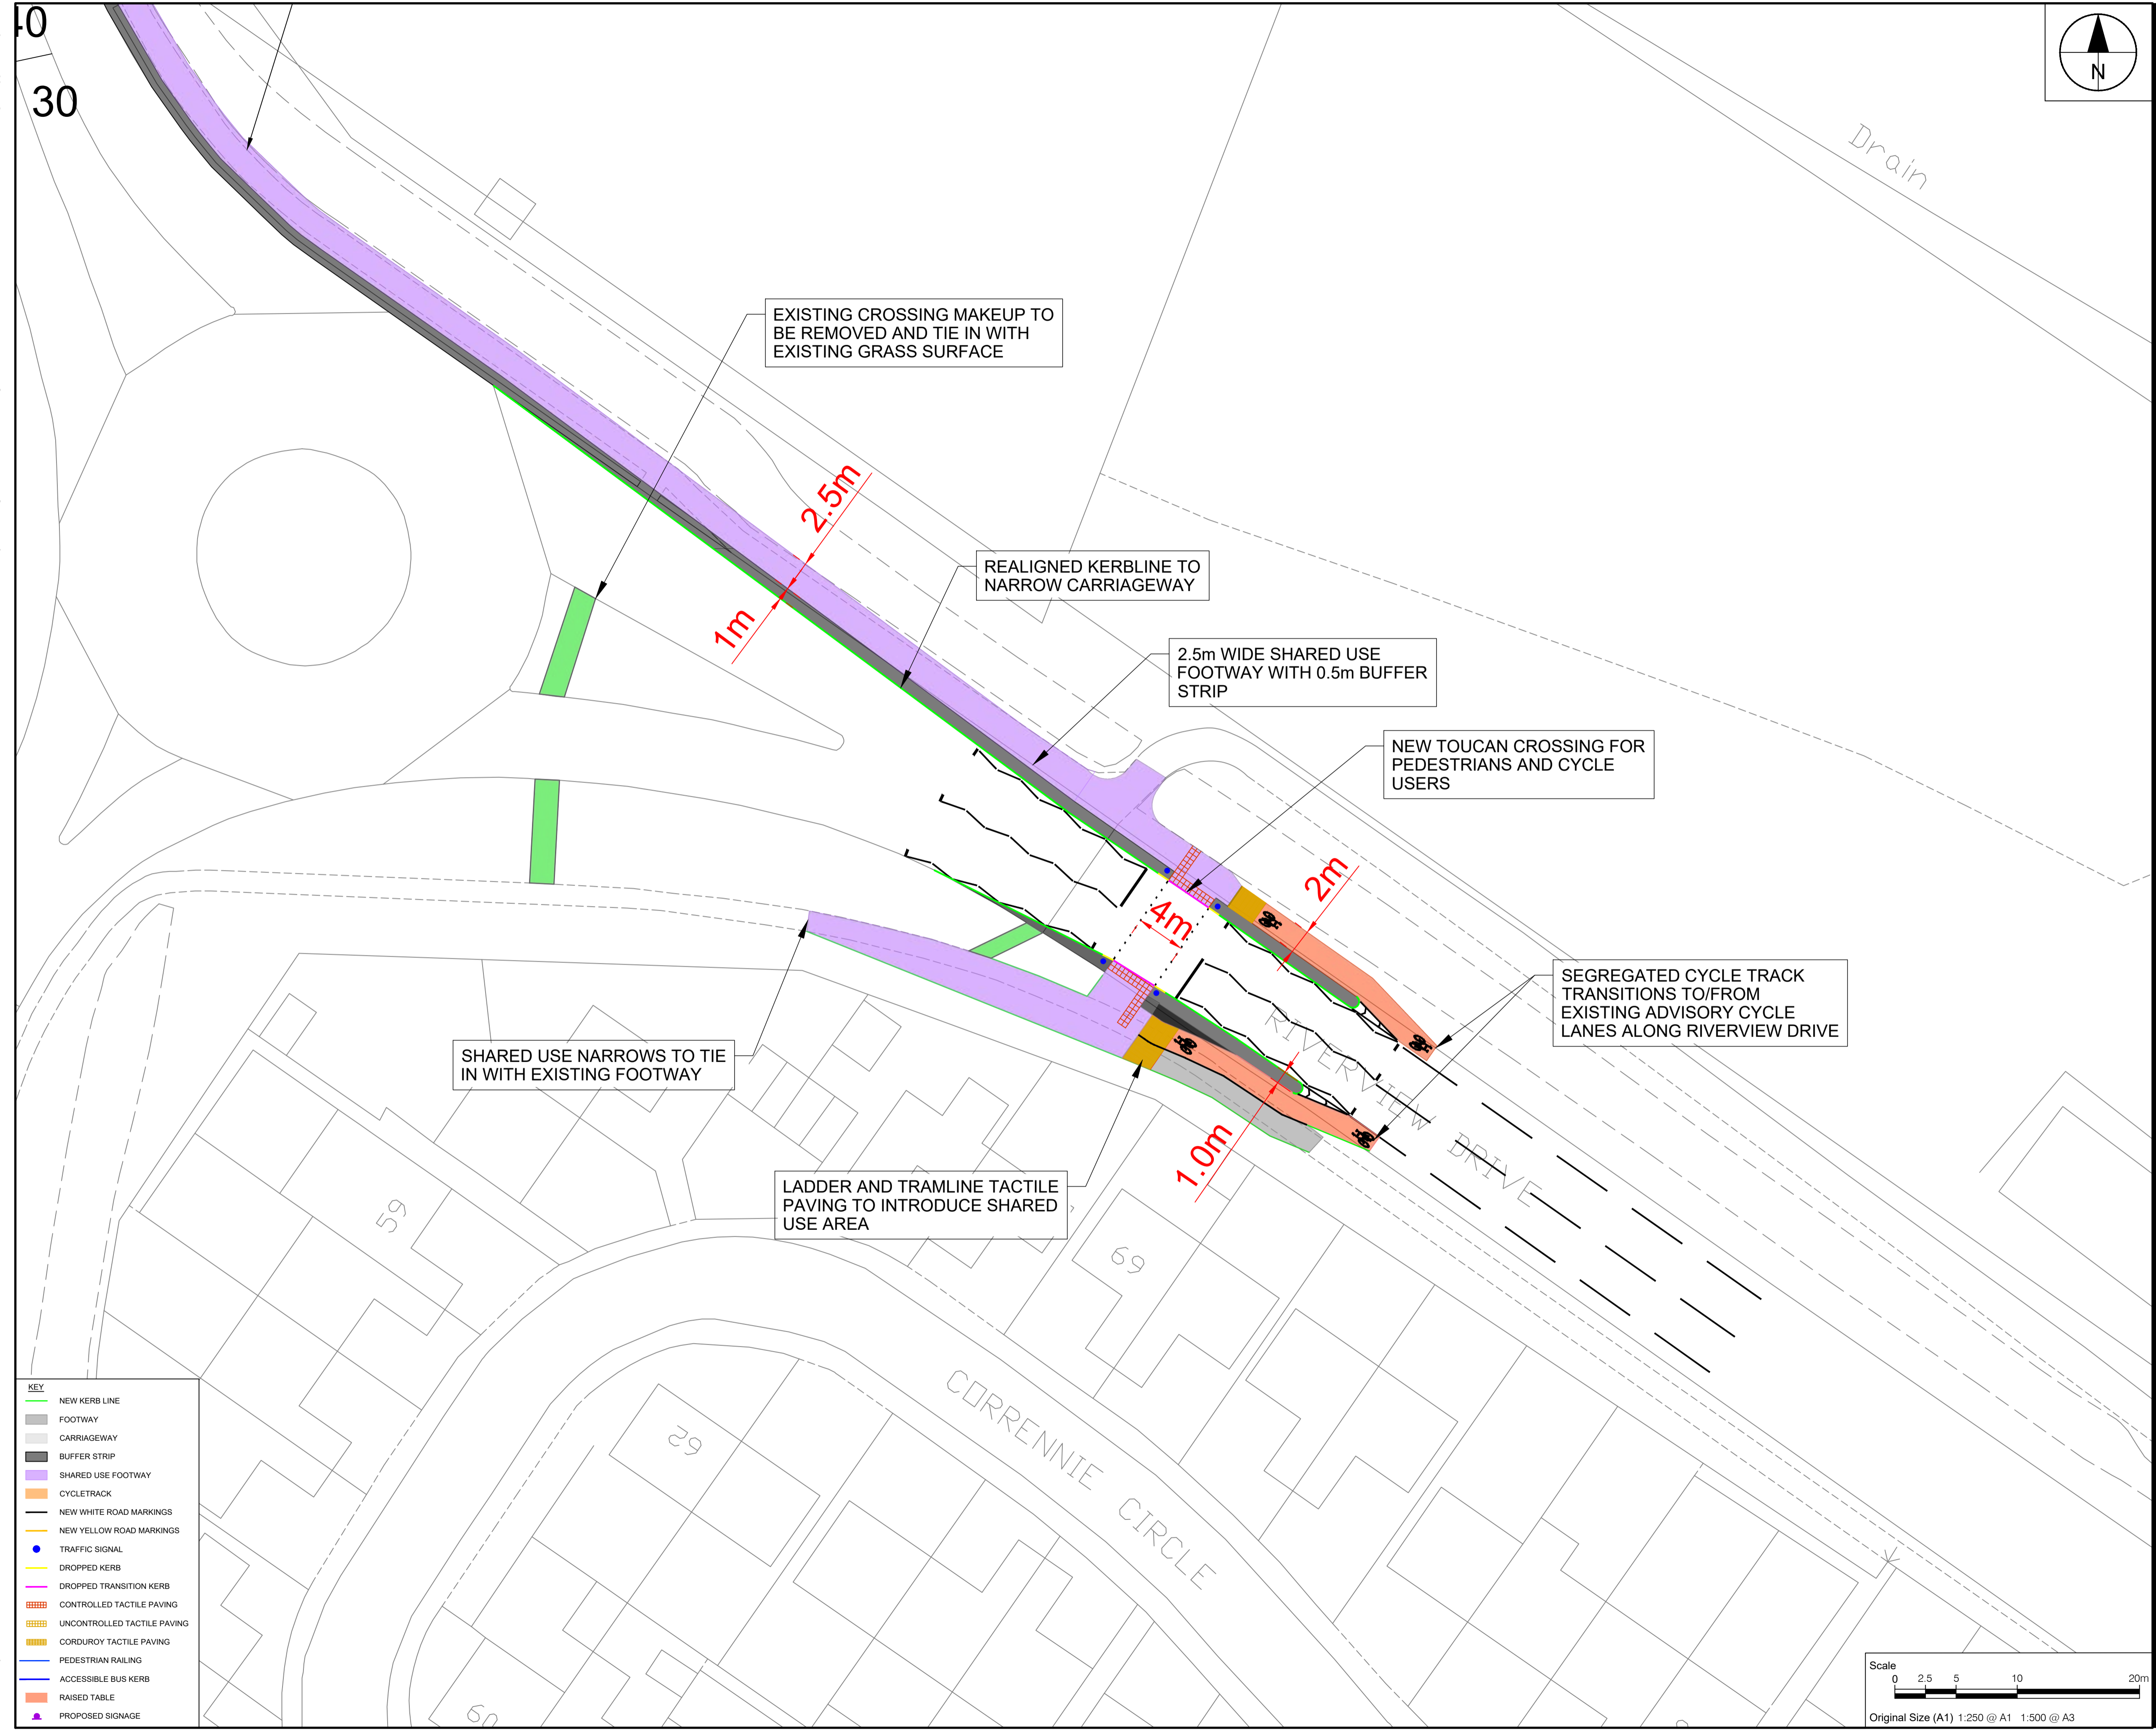 40
30
N
Drain
EXISTING CROSSING MAKEUP TO
BE REMOVED AND TIE IN WITH
EXISTING GRASS SURFACE
2.5m
1m
REALIGNED KERBLINE TO
NARROW CARRIAGEWAY
2.5m WIDE SHARED USE
FOOTWAY WITH 0.5m BUFFER
STRIP
NEW TOUCAN CROSSING FOR
PEDESTRIANS AND CYCLE
USERS
2m
4m
SEGREGATED CYCLE TRACK
TRANSITIONS TO/FROM
EXISTING ADVISORY CYCLE
LANES ALONG RIVERVIEW DRIVE
RIVERVIEW DRIVE
SHARED USE NARROWS TO TIE
IN WITH EXISTING FOOTWAY
1.0m
LADDER AND TRAMLINE TACTILE
PAVING TO INTRODUCE SHARED
USE AREA
59
69
29
CORRENNIE CIRCLE
60
KEY
NEW KERB LINE
FOOTWAY
CARRIAGEWAY
BUFFER STRIP
SHARED USE FOOTWAY
CYCLETRACK
NEW WHITE ROAD MARKINGS
NEW YELLOW ROAD MARKINGS
TRAFFIC SIGNAL
DROPPED KERB
DROPPED TRANSITION KERB
CONTROLLED TACTILE PAVING
UNCONTROLLED TACTILE PAVING
CORDUROY TACTILE PAVING
PEDESTRIAN RAILING
ACCESSIBLE BUS KERB
RAISED TABLE
PROPOSED SIGNAGE
Scale
0 2.5 5 10 20m
Original Size (A1) 1:250 @ A1 1:500 @ A3